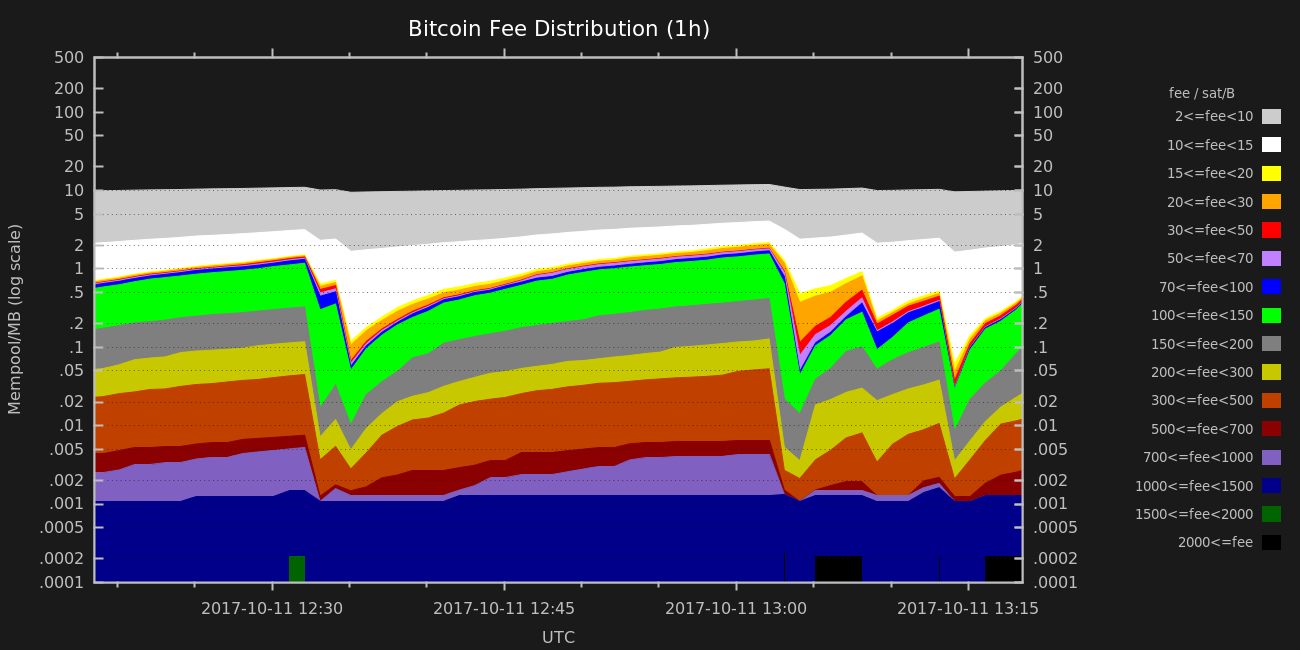 Bitcoin Fee Distribution (1h)
500 500
200 200
100 100
50 50
20 20
10 10
5 5
2 2
1 1
.5 .5
.2 .2
.1 .1
.05 .05
.02 .02
.01 .01
.005 .005
.002 .002
.001 .001
.0005 .0005
.0002 .0002
.0001 .0001
Mempool/MB (log scale)
2017-10-11 12:30 2017-10-11 12:45 2017-10-11 13:00 2017-10-11 13:15
UTC
fee / sat/B
2<=fee<10
10<=fee<15
15<=fee<20
20<=fee<30
30<=fee<50
50<=fee<70
70<=fee<100
100<=fee<150
150<=fee<200
200<=fee<300
300<=fee<500
500<=fee<700
700<=fee<1000
1000<=fee<1500
1500<=fee<2000
2000<=fee